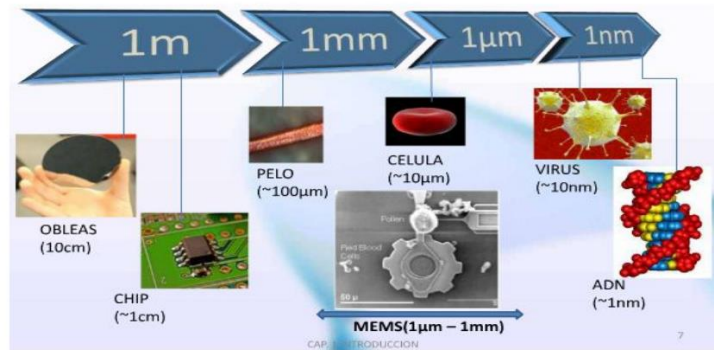 1m
1mm
1µm
1nm
OBLEAS
(10cm)
CHIP
(~1cm)
PELO
(~100µm)
CELULA
(~10µm)
VIRUS
(~10nm)
ADN
(~1nm)
Pollen
Red Blood
Cells
50 µ
MEMS(1µm – 1mm)
INTRODUCCION
7